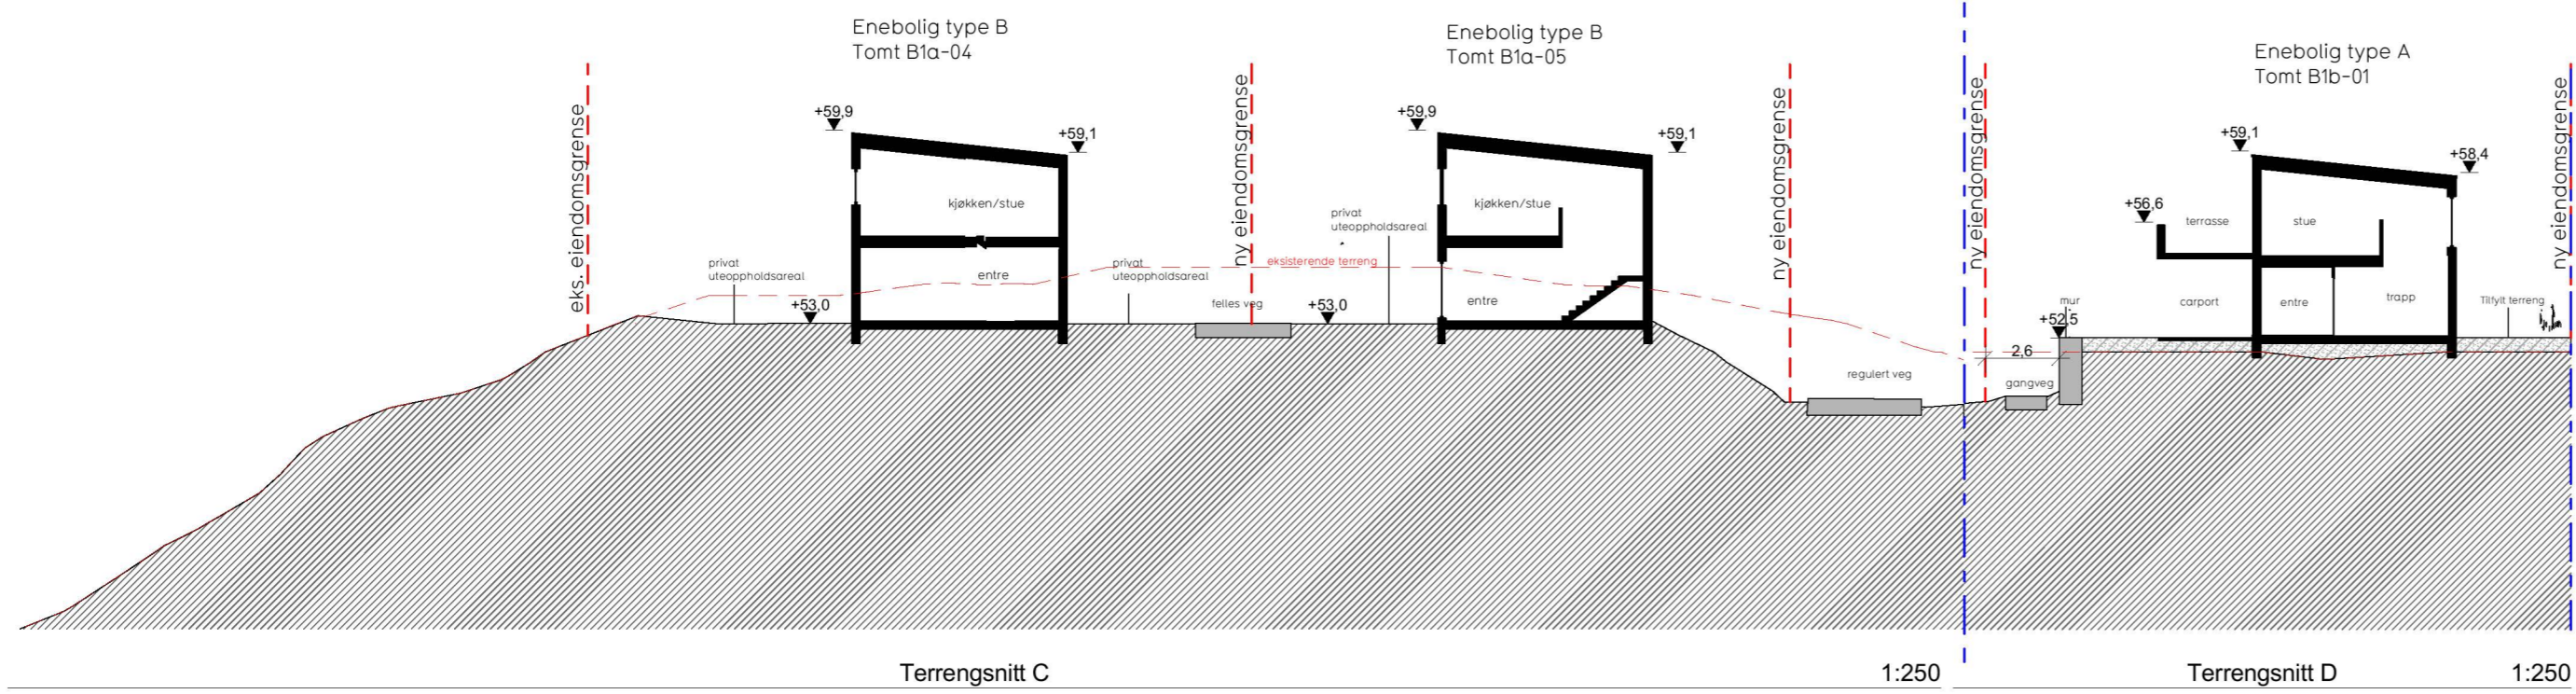 Enebolig type B
Tomt B1a-04
Enebolig type B
Tomt B1a-05
Enebolig type A
Tomt B1b-01
eks. eiendomsgrense
ny eiendomsgrense
ny eiendomsgrense
ny eiendomsgrense
ny eiendomsgrense
+59,9
+59,1
+59,9
+59,1
+59,1
+58,4
+56,6
kjøkken/stue
entre
privat
uteoppholdsareal
+53,0
privat
uteoppholdsareal
felles veg
eksisterende terreng
privat
uteoppholdsareal
+53,0
kjøkken/stue
entre
regulert veg
2,6
gangveg
mur
+52,5
terrasse
stue
carport
entre
trapp
Tilfylt terreng
Terrengsnitt C
1:250
Terrengsnitt D
1:250